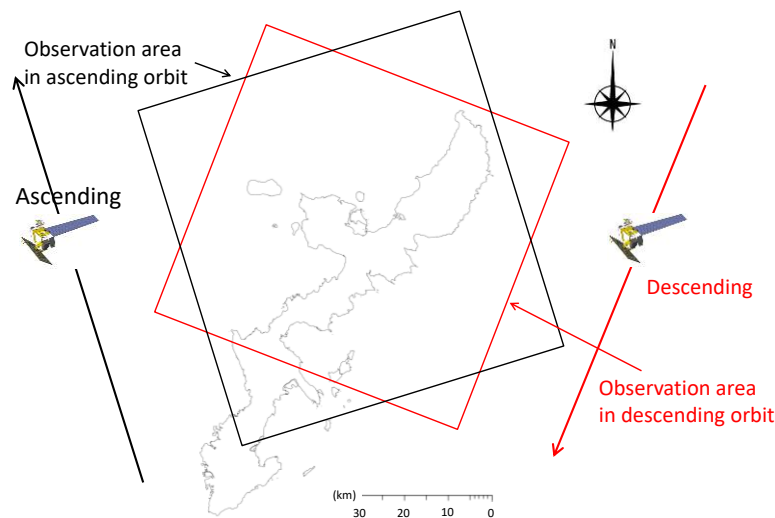 Observation area
in ascending orbit
N
Ascending
Descending
Observation area
in descending orbit
(km)
30 20 10 0